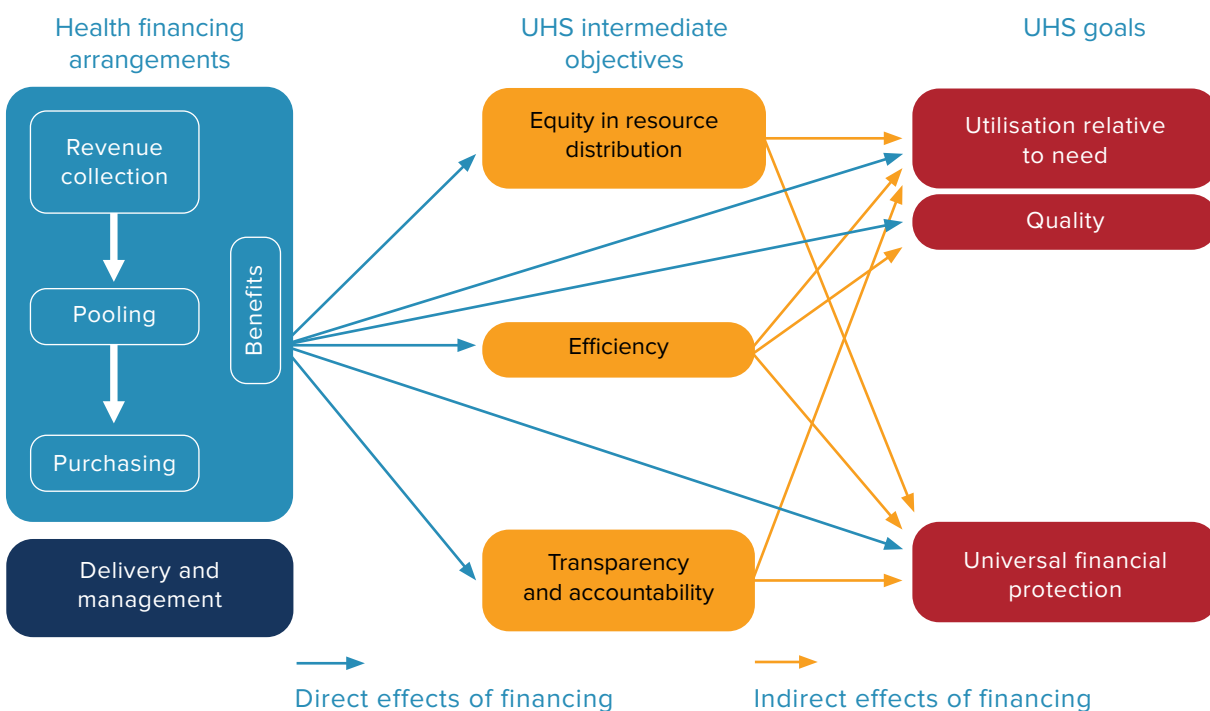 Health financing
arrangements
UHS intermediate
objectives
UHS goals
Revenue
collection
Pooling
Purchasing
Benefits
Delivery and
management
Equity in resource
distribution
Efficiency
Transparency
and accountability
Utilisation relative
to need
Quality
Universal financial
protection
Direct effects of financing
Indirect effects of financing